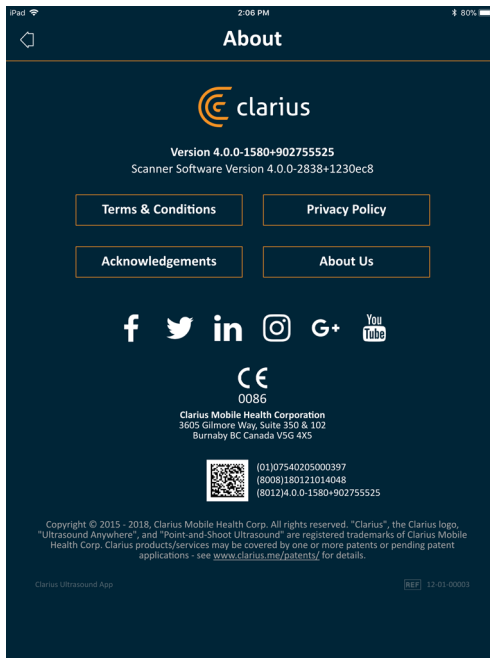 iPad 2:06 PM 80%
About
clarius
Version 4.0.0-1580+902755525
Scanner Software Version 4.0.0-2838+1230ec8
Terms & Conditions Privacy Policy
Acknowledgements About Us
f in G+ You Tube
CE
0086
Clarius Mobile Health Corporation
3605 Gilmore Way, Suite 350 & 102
Burnaby BC Canada V5G 4X5
(01)07540205000397
(8008)180121014048
(8012)4.0.0-1580+902755525
Copyright © 2015 - 2018, Clarius Mobile Health Corp. All rights reserved. "Clarius", the Clarius logo,
"Ultrasound Anywhere", and "Point-and-Shoot Ultrasound" are registered trademarks of Clarius Mobile
Health Corp. Clarius products/services may be covered by one or more patents or pending patent
applications - see www.clarius.me/patents/ for details.
Clarius Ultrasound App REF 12-01-00003